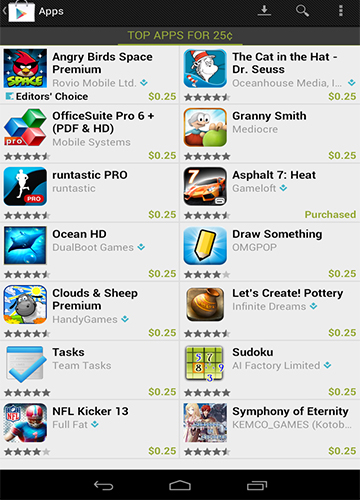 Apps
TOP APPS FOR 25¢
Angry Birds Space
Premium
Rovio Mobile Ltd.
Editors' Choice
$0.25
The Cat in the Hat -
Dr. Seuss
Oceanhouse Media, I...
$0.25
OfficeSuite Pro 6 +
(PDF & HD)
Mobile Systems
pro
$0.25
Granny Smith
Mediocre
$0.25
runtastic PRO
runtastic
PRO
$0.25
Asphalt 7: Heat
Gameloft
7
Purchased
Ocean HD
DualBoot Games
$0.25
Draw Something
OMGPOP
$0.25
Clouds & Sheep
Premium
HandyGames
$0.25
Let's Create! Pottery
Infinite Dreams
$0.25
Tasks
Team Tasks
$0.25
Sudoku
AI Factory Limited
$0.25
NFL Kicker 13
Full Fat
NFL
$0.25
Symphony of Eternity
KEMCO_GAMES (Kotob...
$0.25